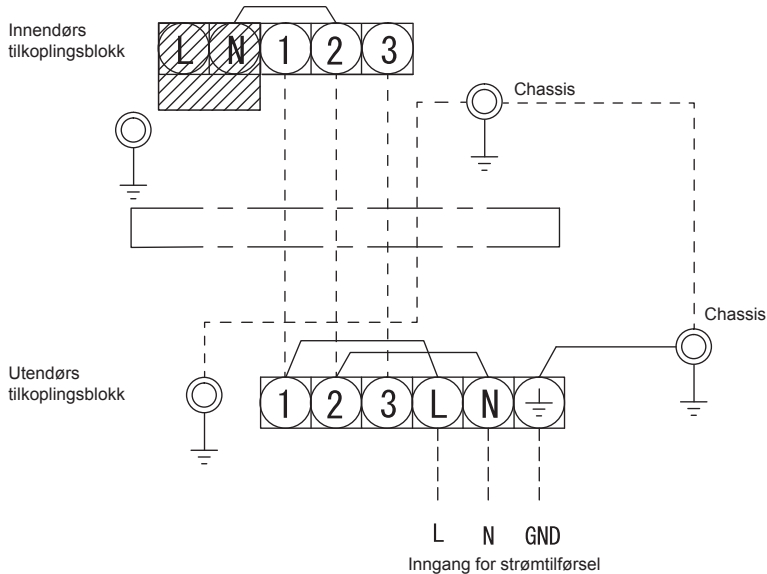 Innendørs
tilkoplingsblokk
L N 1 2 3
Chassis
Chassis
Utendørs
tilkoplingsblokk
1 2 3 L N
L N GND
Inngang for strømtilførsel